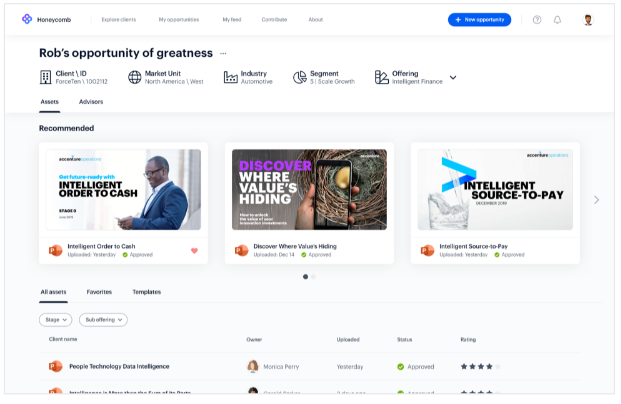 Honeycomb
Explore clients
My opportunities
My feed
Contribute
About
+ New opportunity
Rob's opportunity of greatness ...
Client \ ID
ForceTen \ 1002112
Market Unit
North America \ West
Industry
Automotive
Segment
5 | Scale Growth
Offering
Intelligent Finance
Assets
Advisors
Recommended
accenture operations
Get future-ready with
INTELLIGENT
ORDER TO CASH
STAGE 0
accenture
DISCOVER
WHERE
VALUE'S
HIDING
How to unlock
the value of your
innovation investments
accenture operations
INTELLIGENT
SOURCE-TO-PAY
DECEMBER 2019
Intelligent Order to Cash
Uploaded: Yesterday Approved
Discover Where Value's Hiding
Uploaded: Dec 14 Approved
Intelligent Source-to-Pay
Uploaded: Yesterday Approved
All assets
Favorites
Templates
Stage
Sub offering
Client name
Owner
Uploaded
Status
Rating
People Technology Data Intelligence
Monica Perry
Yesterday
Approved
Intelligence is More than the Sum of its Parts